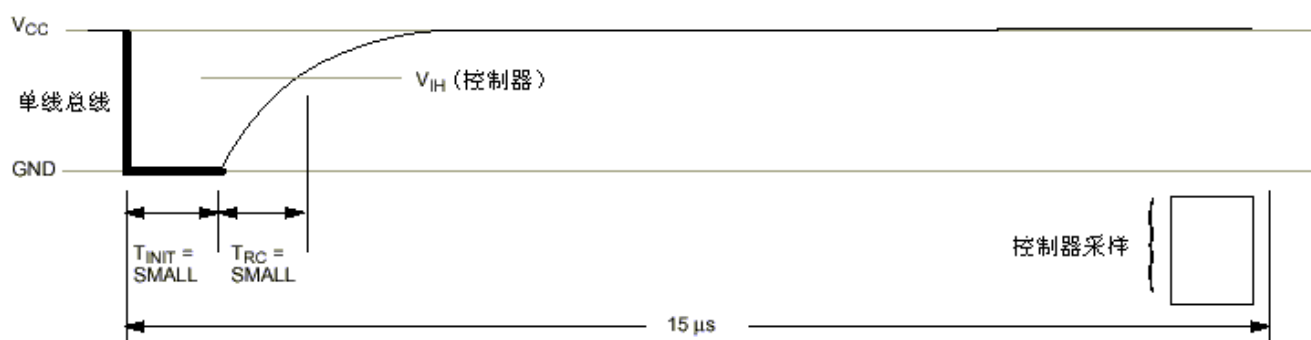 VCC
VIH (控制器)
单线总线
GND
TINIT =
SMALL
TRC =
SMALL
控制器采样
15 μs